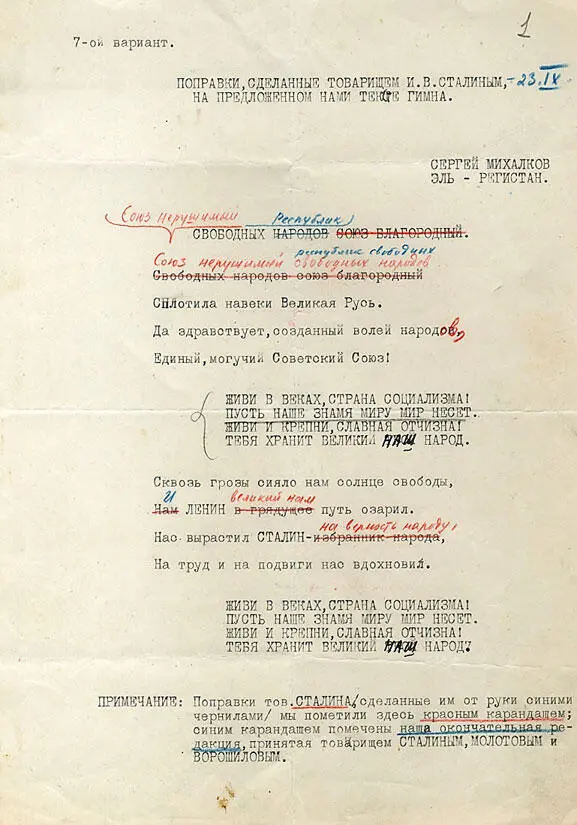 1
7-ой вариант.
ПОПРАВКИ, СДЕЛАННЫЕ ТОВАРИЩЕМ И.В.СТАЛИНЫМ, -23.IX
НА ПРЕДЛОЖЕННОМ НАМИ ТЕКСТЕ ГИМНА.
СЕРГЕЙ МИХАЛКОВ
ЭЛЬ - РЕГИСТАН.
Союз нерушимый Республик
СВОБОДНЫХ НАРОДОВ СОЮЗ БЛАГОРОДНЫЙ.
республик свободных
Союз нерушимый свободных народов
Свободных народов союз благородный
Сплотила навеки Великая Русь.
Да здравствует, созданный волей народов,
Единый, могучий Советский Союз!
ЖИВИ В ВЕКАХ, СТРАНА СОЦИАЛИЗМА!
ПУСТЬ НАШЕ ЗНАМЯ МИРУ МИР НЕСЕТ.
ЖИВИ И КРЕПНИ, СЛАВНАЯ ОТЧИЗНА!
ТЕБЯ ХРАНИТ ВЕЛИКИЙ НАШ НАРОД.
Сквозь грозы сияло нам солнце свободы,
И великий нам
Нам ЛЕНИН в грядущее путь озарил.
на верность народу,
Нас вырастил СТАЛИН-избранник народа,
На труд и на подвиги нас вдохновил.
ЖИВИ В ВЕКАХ, СТРАНА СОЦИАЛИЗМА!
ПУСТЬ НАШЕ ЗНАМЯ МИРУ МИР НЕСЕТ.
ЖИВИ И КРЕПНИ, СЛАВНАЯ ОТЧИЗНА!
ТЕБЯ ХРАНИТ ВЕЛИКИЙ НАШ НАРОД.
ПРИМЕЧАНИЕ: Поправки тов.СТАЛИНА/сделанные им от руки синими
чернилами/ мы пометили здесь красным карандашем;
синим карандашем помечены наша окончательная ре-
дакция, принятая товарищем СТАЛИНЫМ, МОЛОТОВЫМ и
ВОРОШИЛОВЫМ.